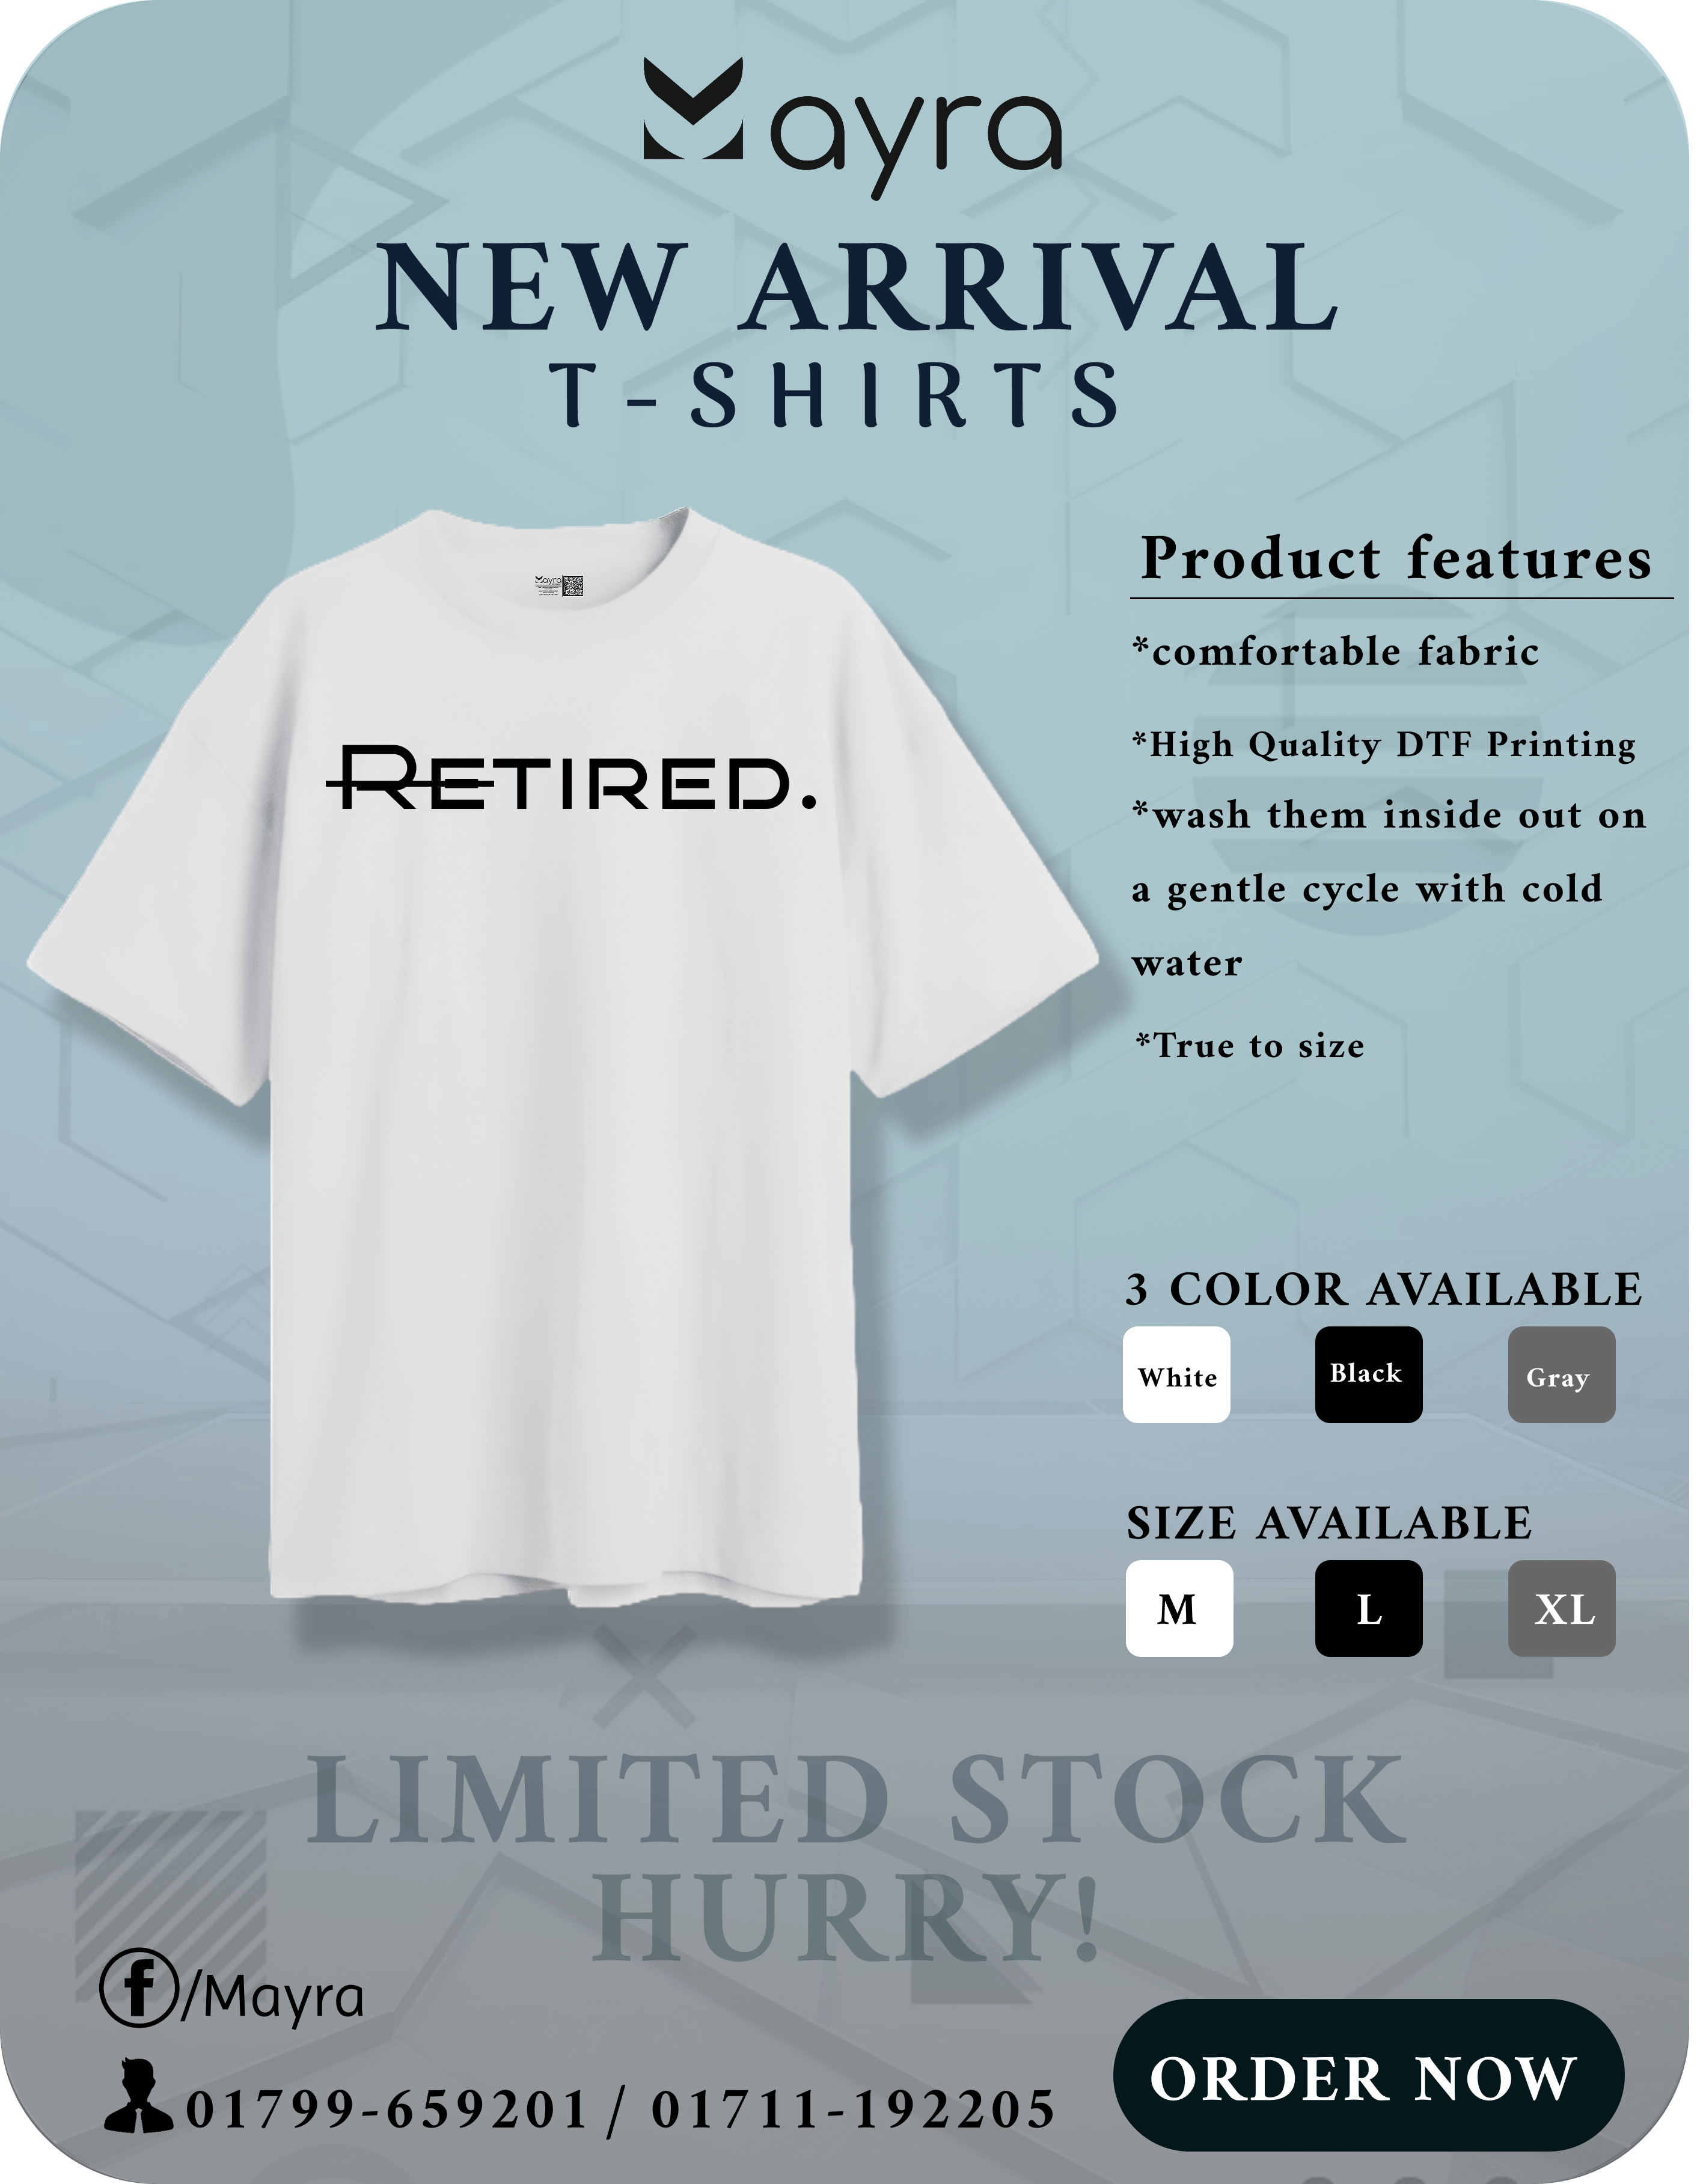 Mayra
NEW ARRIVAL
T-SHIRTS
Mayra
RETIRED.
Product features
*comfortable fabric
*High Quality DTF Printing
*wash them inside out on
a gentle cycle with cold
water
*True to size
3 COLOR AVAILABLE
White Black Gray
SIZE AVAILABLE
M L XL
LIMITED STOCK
HURRY!
f/Mayra
01799-659201 / 01711-192205
ORDER NOW